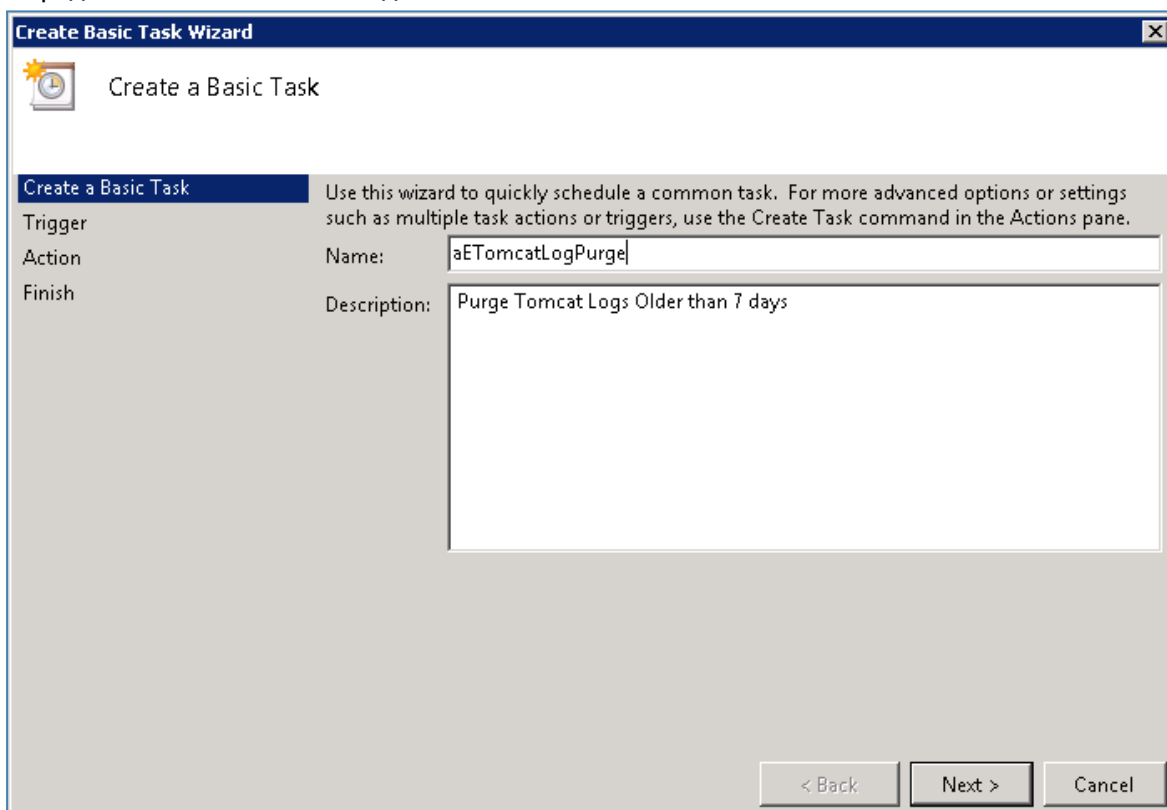 Create Basic Task Wizard
Create a Basic Task
Create a Basic Task
Trigger
Action
Finish
Use this wizard to quickly schedule a common task. For more advanced options or settings
such as multiple task actions or triggers, use the Create Task command in the Actions pane.
Name:
aETomcatLogPurge
Description:
Purge Tomcat Logs Older than 7 days
< Back
Next >
Cancel